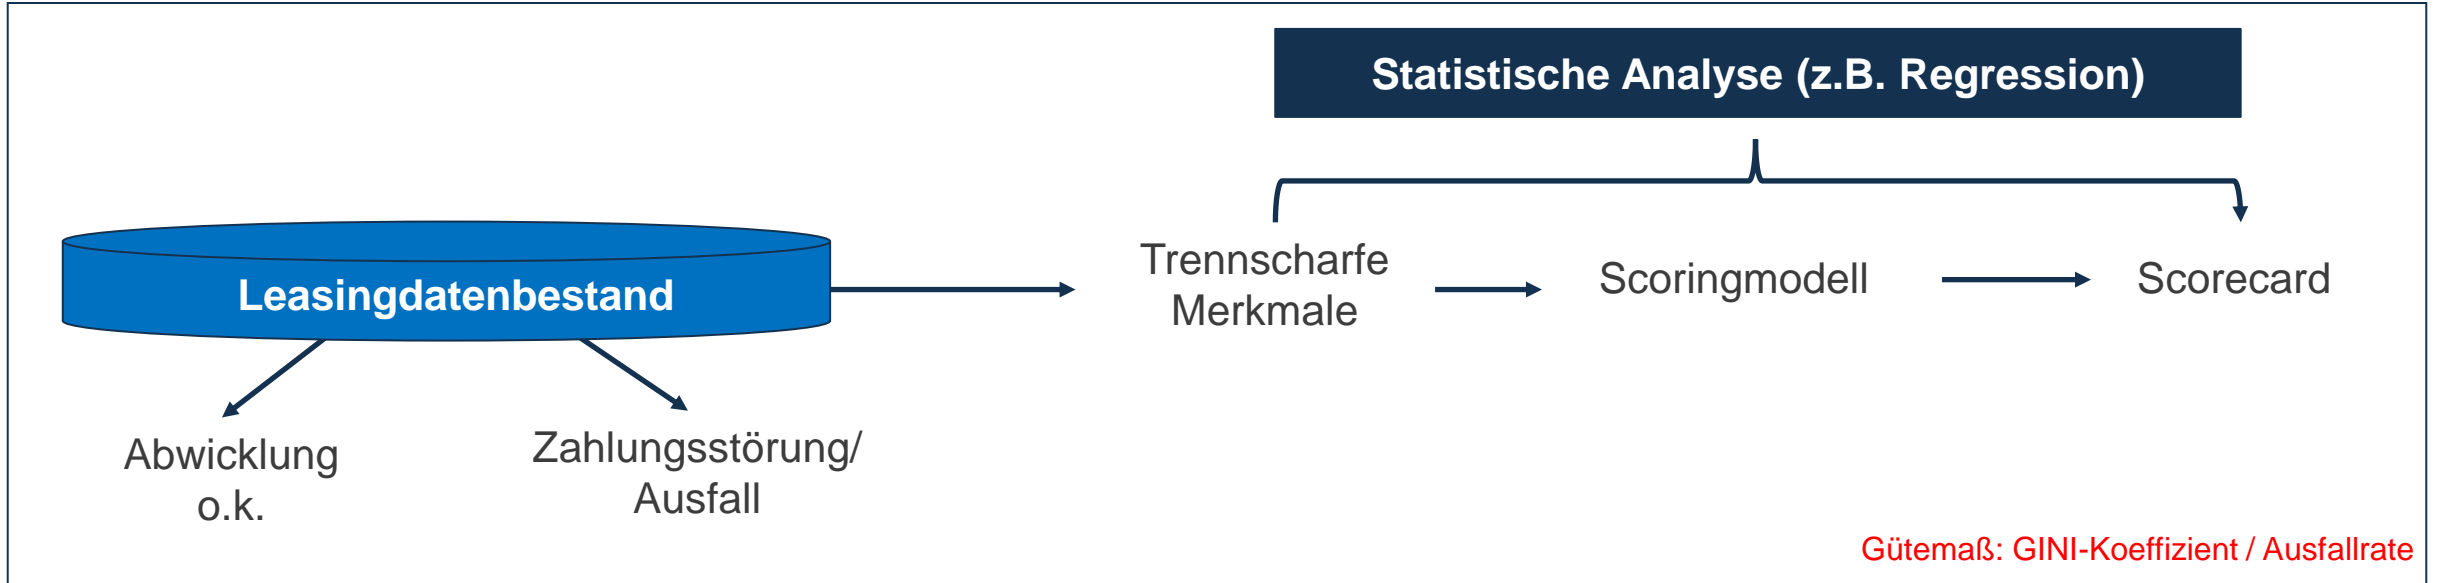 Statistische Analyse (z.B. Regression)
Leasingdatenbestand
Trennscharfe
Merkmale
Scoringmodell
Scorecard
Abwicklung
o.k.
Zahlungsstörung/
Ausfall
Gütemaß: GINI-Koeffizient / Ausfallrate